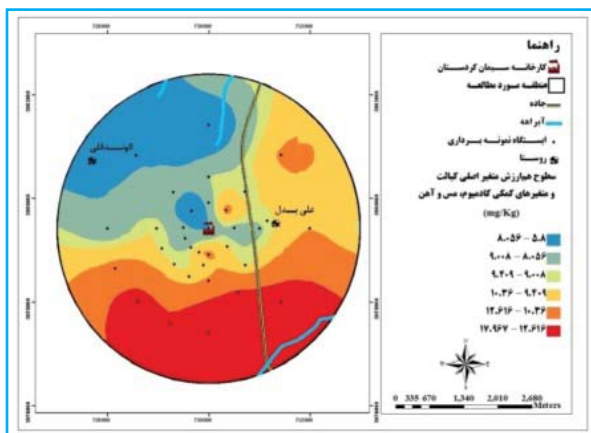 راهنما
کارخانه سیمان کردستان
منطقه مورد مطالعه
جاده
آبراهه
ایستگاه نمونه برداری
روستا
سطوح هم‌ارزش متغیر اصلی کبالت
و متغیرهای کمکی کادمیوم، مس و آهن
(mg/Kg)
۸.۰۵۶ – ۵.۸
۹.۰۰۸ – ۸.۰۵۶
۹.۴۰۹ – ۹.۰۰۸
۱۰.۳۶ – ۹.۴۰۹
۱۲.۶۱۶ – ۱۰.۳۶
۱۷.۹۶۷ – ۱۲.۶۱۶
0 335 670 1,340 2,010 2,680
Meters
الوندقلی
علی بدل